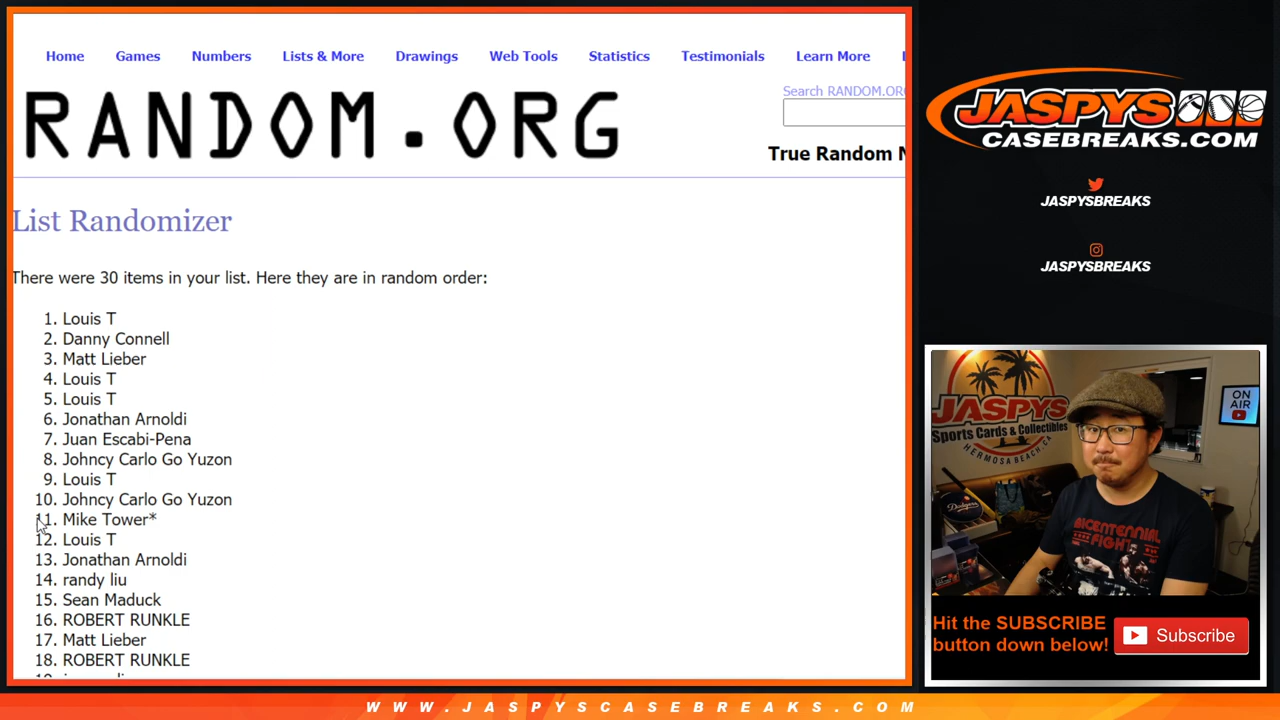 Home Games Numbers Lists & More Drawings Web Tools Statistics Testimonials Learn More
Search RANDOM.ORG
RANDOM.ORG
True Random N
List Randomizer
There were 30 items in your list. Here they are in random order:
1. Louis T
2. Danny Connell
3. Matt Lieber
4. Louis T
5. Louis T
6. Jonathan Arnoldi
7. Juan Escabi-Pena
8. Johncy Carlo Go Yuzon
9. Louis T
10. Johncy Carlo Go Yuzon
11. Mike Tower*
12. Louis T
13. Jonathan Arnoldi
14. randy liu
15. Sean Maduck
16. ROBERT RUNKLE
17. Matt Lieber
18. ROBERT RUNKLE
JASPYS
CASEBREAKS.COM
JASPYSBREAKS
JASPYSBREAKS
JASPYS
Sports Cards & Collectibles
HERMOSA BEACH, CA
ON
AIR
Dodgers
BICENTENNIAL
FIGHT
Hit the SUBSCRIBE
button down below!
Subscribe
WWW.JASPYSCASEBREAKS.COM